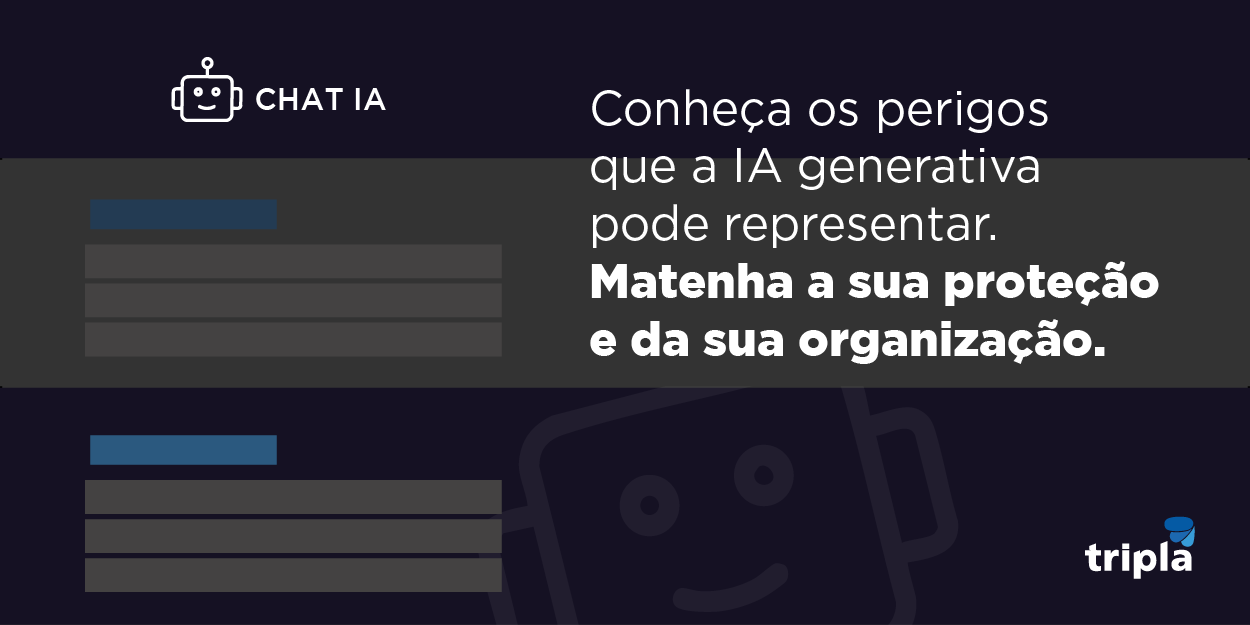 CHAT IA
Conheça os perigos
que a IA generativa
pode representar.
Matenha a sua proteção
e da sua organização.
tripla